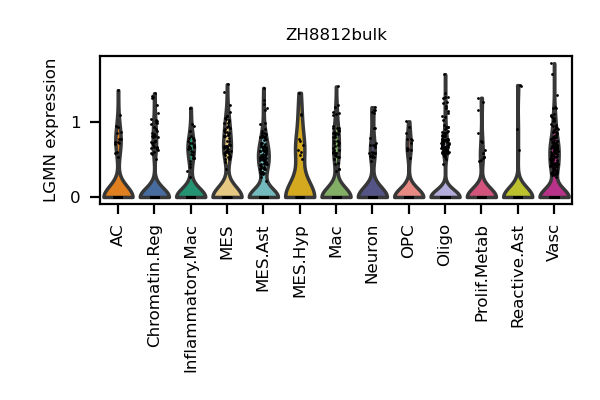 ZH8812bulk
LGMN expression
1
0
AC
Chromatin.Reg
Inflammatory.Mac
MES
MES.Ast
MES.Hyp
Mac
Neuron
OPC
Oligo
Prolif.Metab
Reactive.Ast
Vasc